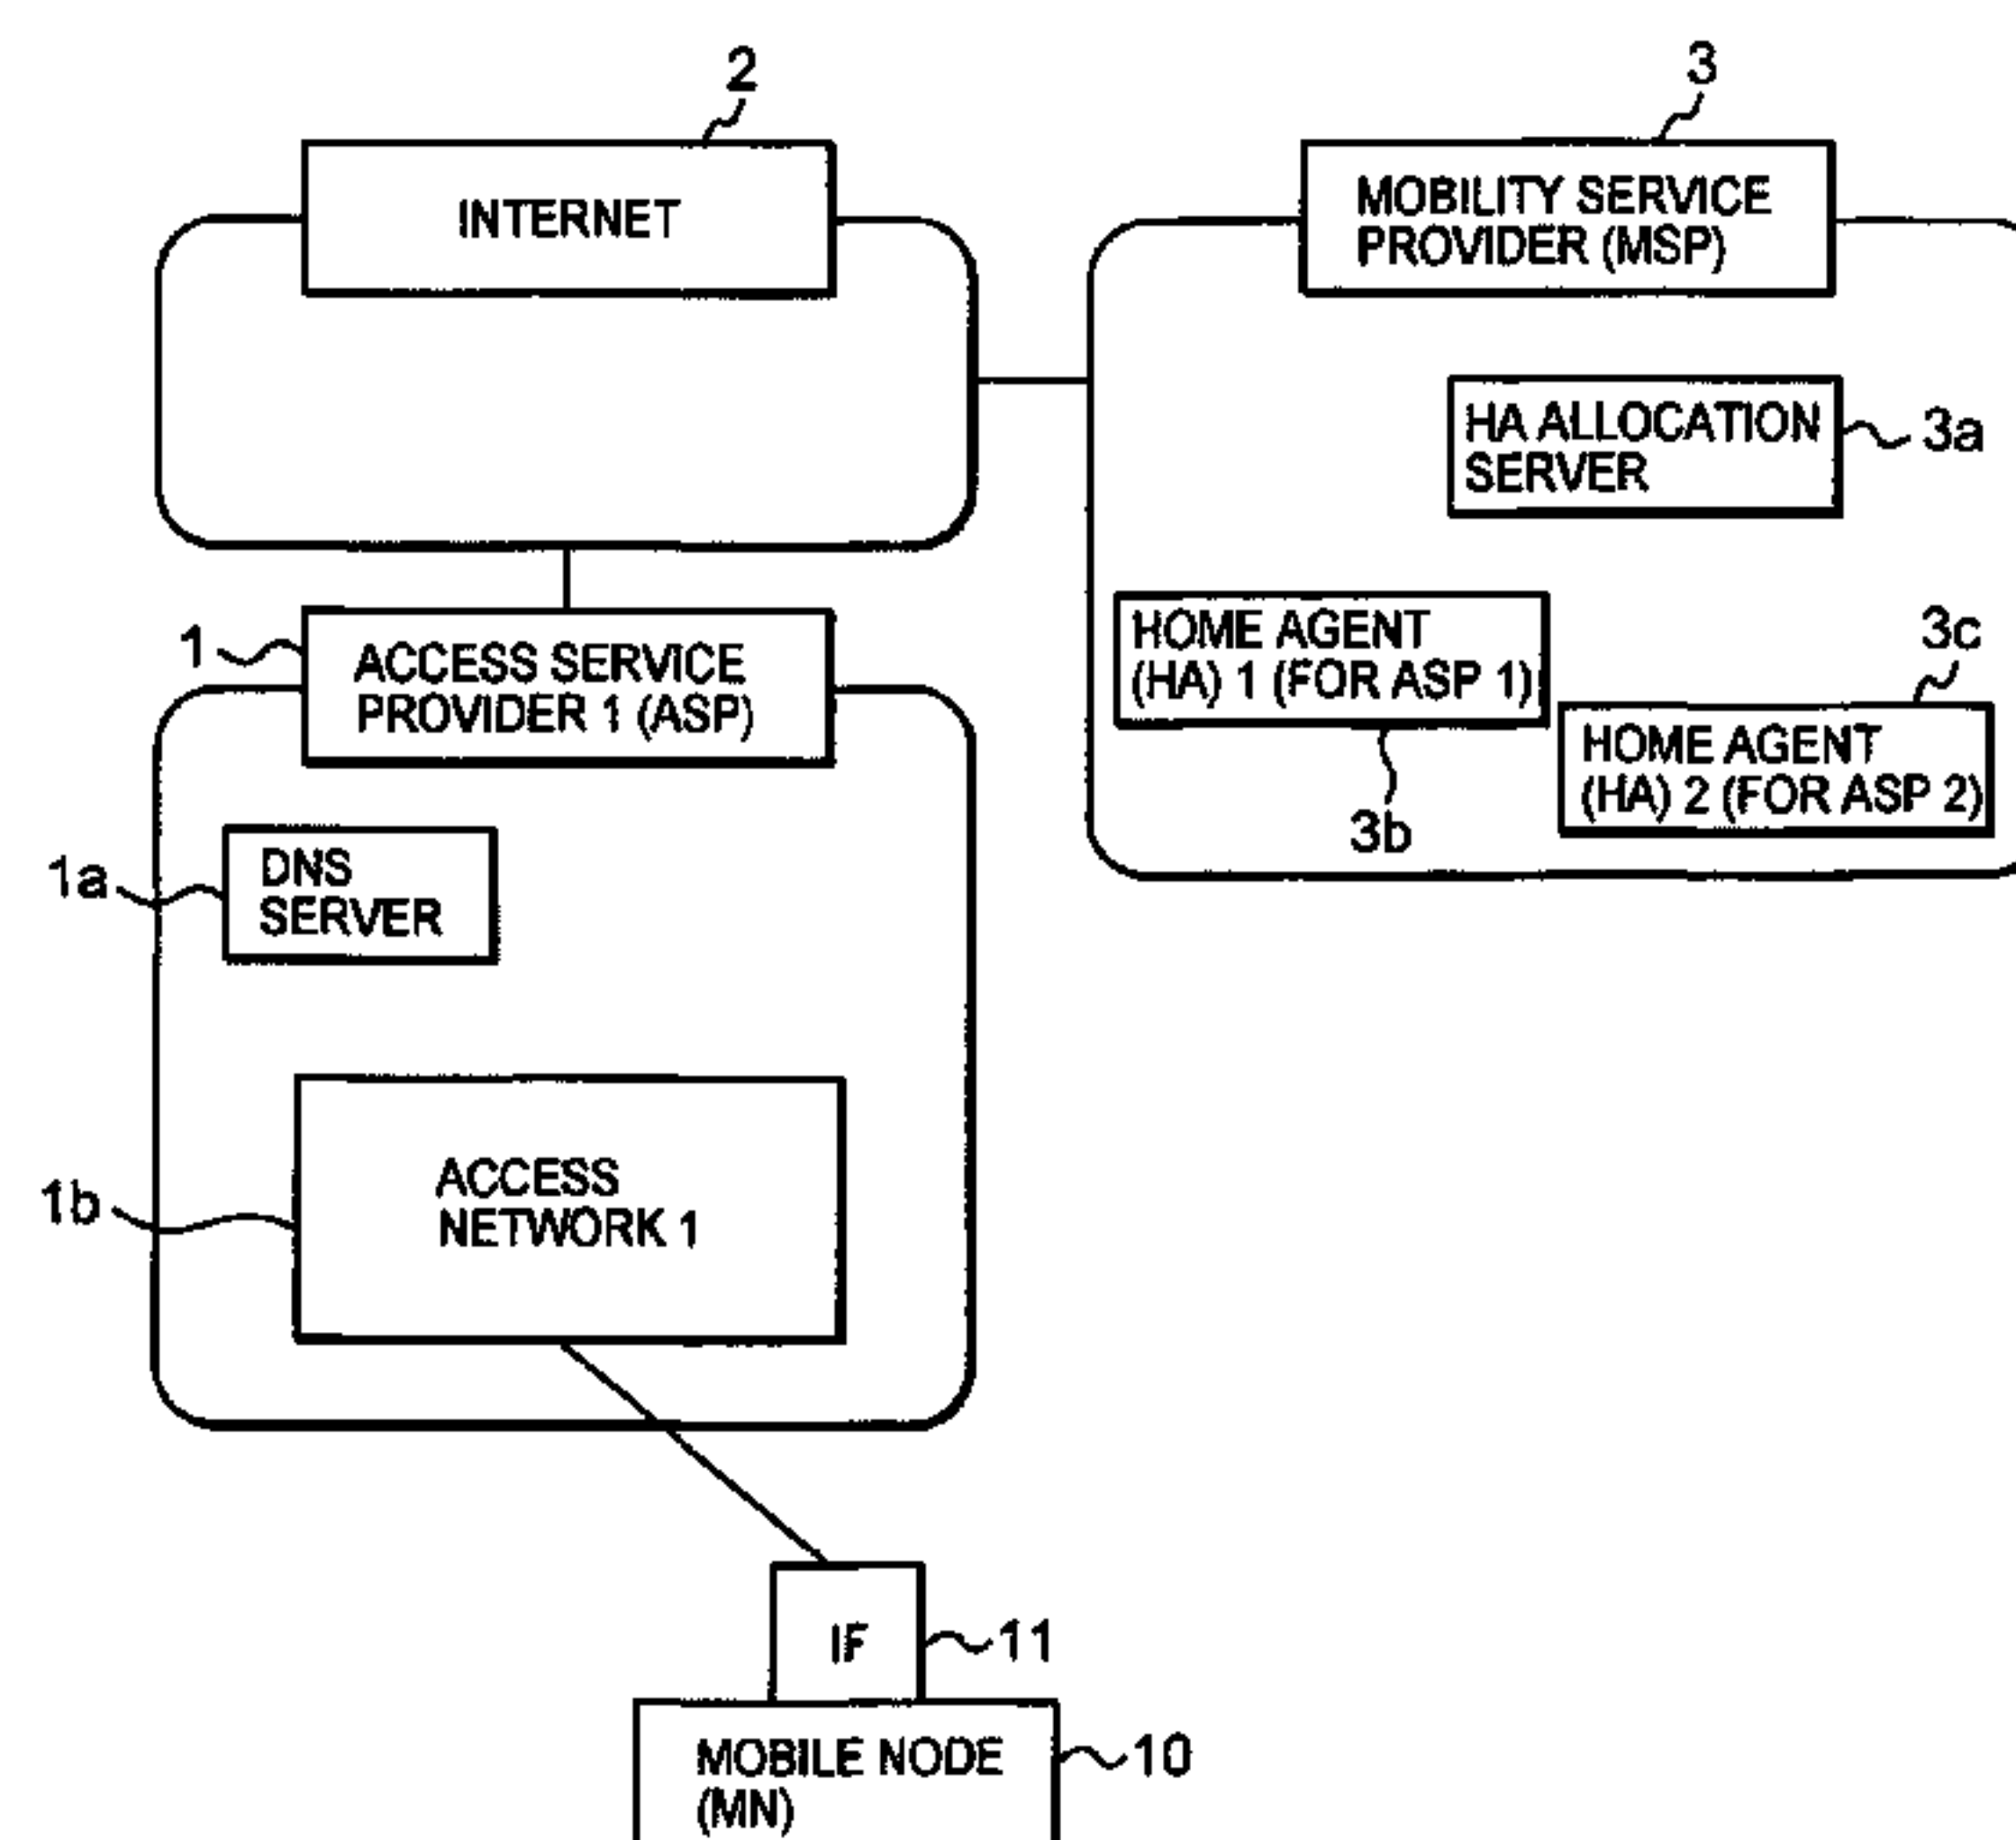 2
3
INTERNET
MOBILITY SERVICE
PROVIDER (MSP)
HA ALLOCATION
SERVER
3a
1
ACCESS SERVICE
PROVIDER 1 (ASP)
HOME AGENT
(HA) 1 (FOR ASP 1)
3b
3c
HOME AGENT
(HA) 2 (FOR ASP 2)
1a
DNS
SERVER
1b
ACCESS
NETWORK 1
IF
11
MOBILE NODE
(MN)
10